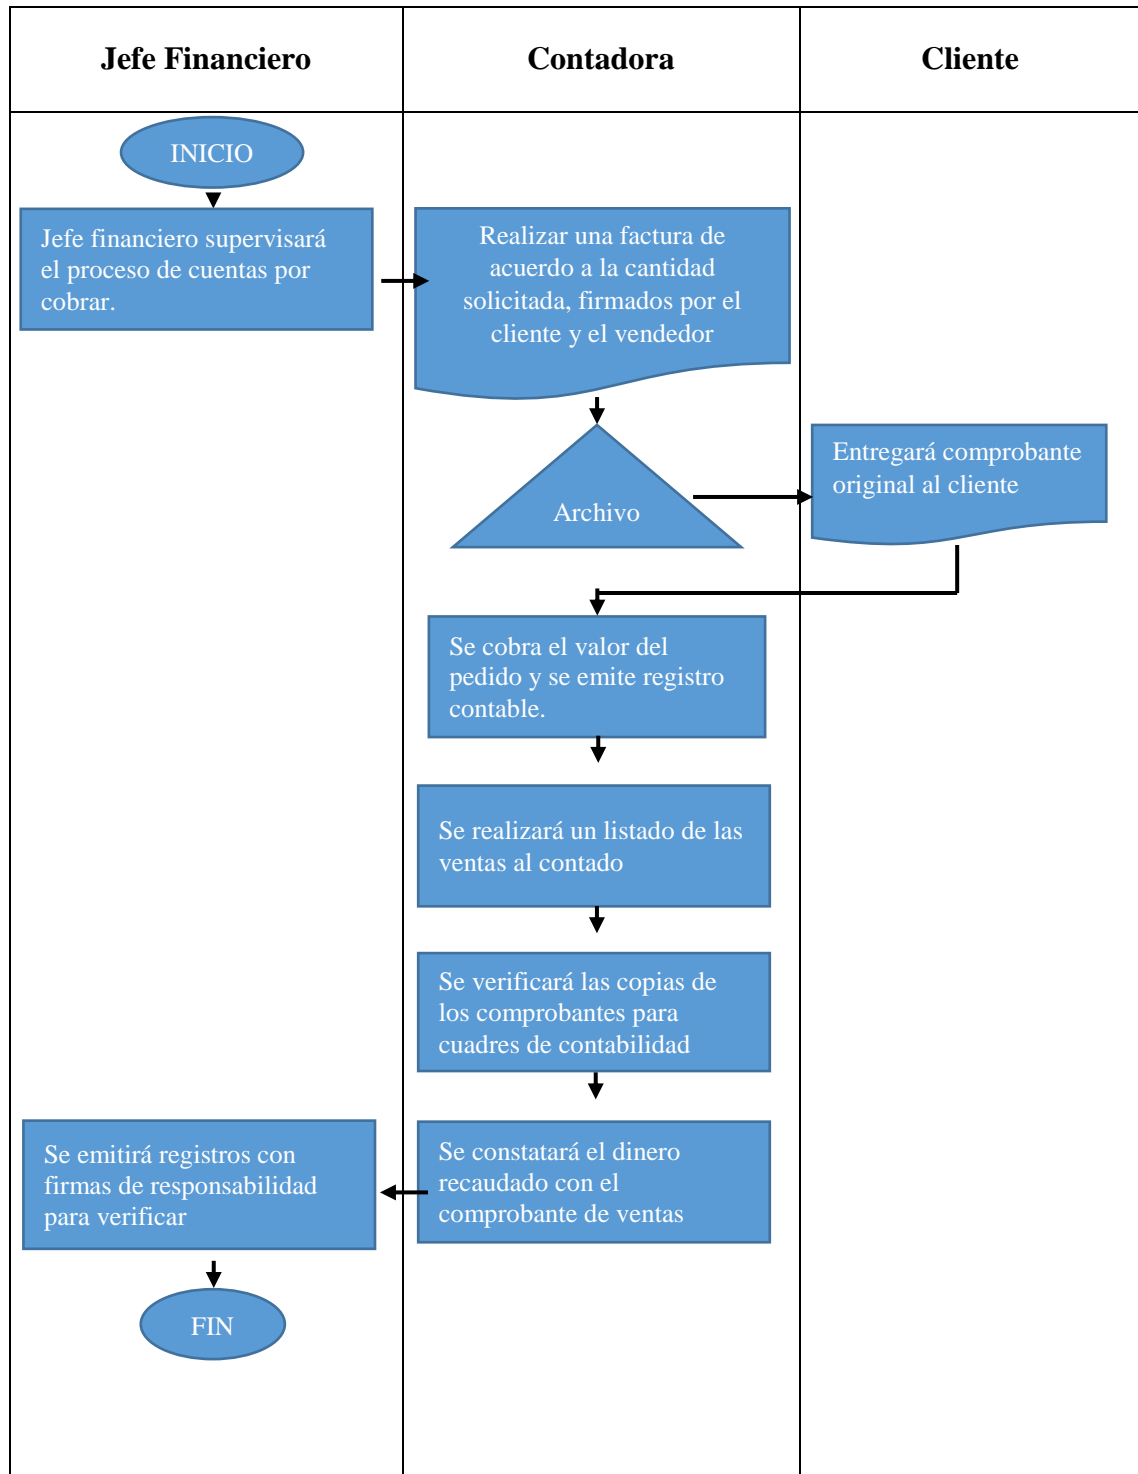 Jefe Financiero
Contadora
Cliente
INICIO
Jefe financiero supervisará
el proceso de cuentas por
cobrar.
Realizar una factura de
acuerdo a la cantidad
solicitada, firmados por el
cliente y el vendedor
Archivo
Entregará comprobante
original al cliente
Se cobra el valor del
pedido y se emite registro
contable.
Se realizará un listado de las
ventas al contado
Se verificará las copias de
los comprobantes para
cuadres de contabilidad
Se constatará el dinero
recaudado con el
comprobante de ventas
Se emitirá registros con
firmas de responsabilidad
para verificar
FIN